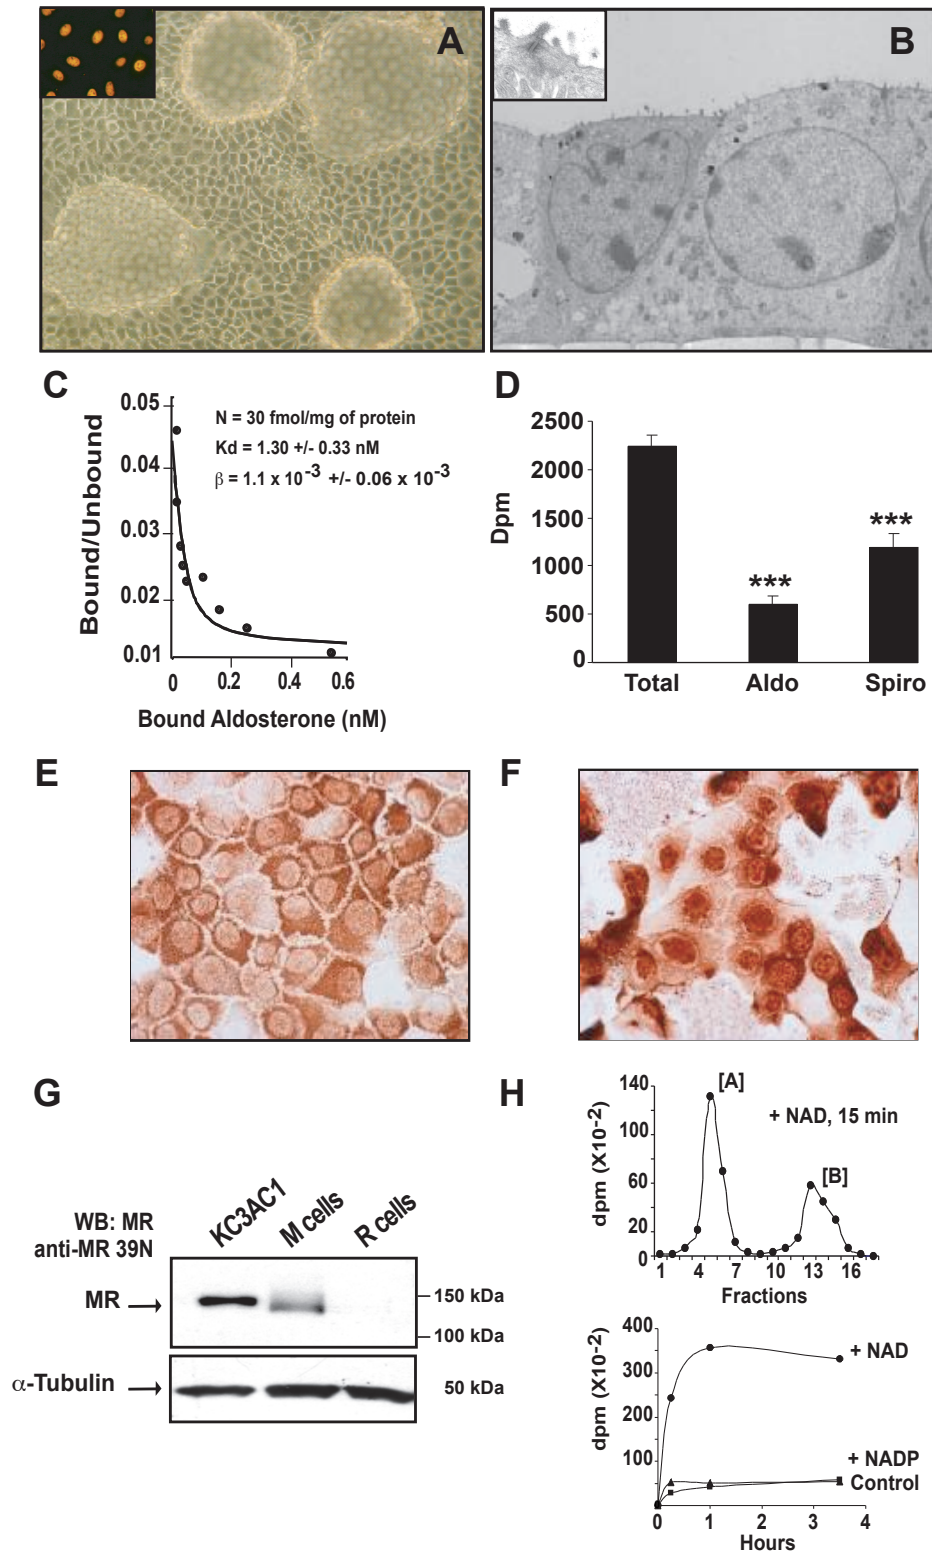 A
B
C
0.05
0.04
0.03
0.02
0.01
0
0.2
0.4
0.6
Bound/Unbound
Bound Aldosterone (nM)
N = 30 fmol/mg of protein
Kd = 1.30 +/- 0.33 nM
β = 1.1 x 10-3 +/- 0.06 x 10-3
D
2500
2000
1500
1000
500
0
Dpm
***
***
Total
Aldo
Spiro
E
F
G
KC3AC1
M cells
R cells
WB: MR
anti-MR 39N
MR
150 kDa
100 kDa
α-Tubulin
50 kDa
H
140
100
60
20
0
dpm (X10-2)
[A]
+ NAD, 15 min
[B]
1
4
7
10
13
16
Fractions
400
300
200
100
dpm (X10-2)
+ NAD
+ NADP
Control
0
1
2
3
4
Hours